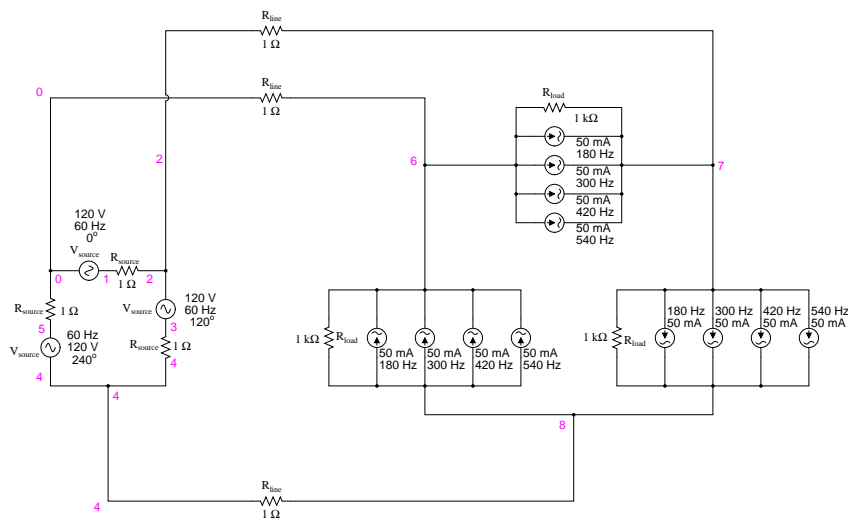 R_line
1 Ω
0
R_line
1 Ω
R_load
1 kΩ
50 mA
180 Hz
6
7
50 mA
300 Hz
2
50 mA
420 Hz
50 mA
540 Hz
120 V
60 Hz
0°
V_source
0
1
R_source
1 Ω
2
R_source
1 Ω
V_source
120 V
60 Hz
120°
5
3
V_source
60 Hz
120 V
240°
R_source
1 Ω
4
4
4
1 kΩ
R_load
50 mA
180 Hz
50 mA
300 Hz
50 mA
420 Hz
50 mA
540 Hz
1 kΩ
R_load
180 Hz
50 mA
300 Hz
50 mA
420 Hz
50 mA
540 Hz
50 mA
8
R_line
1 Ω
4